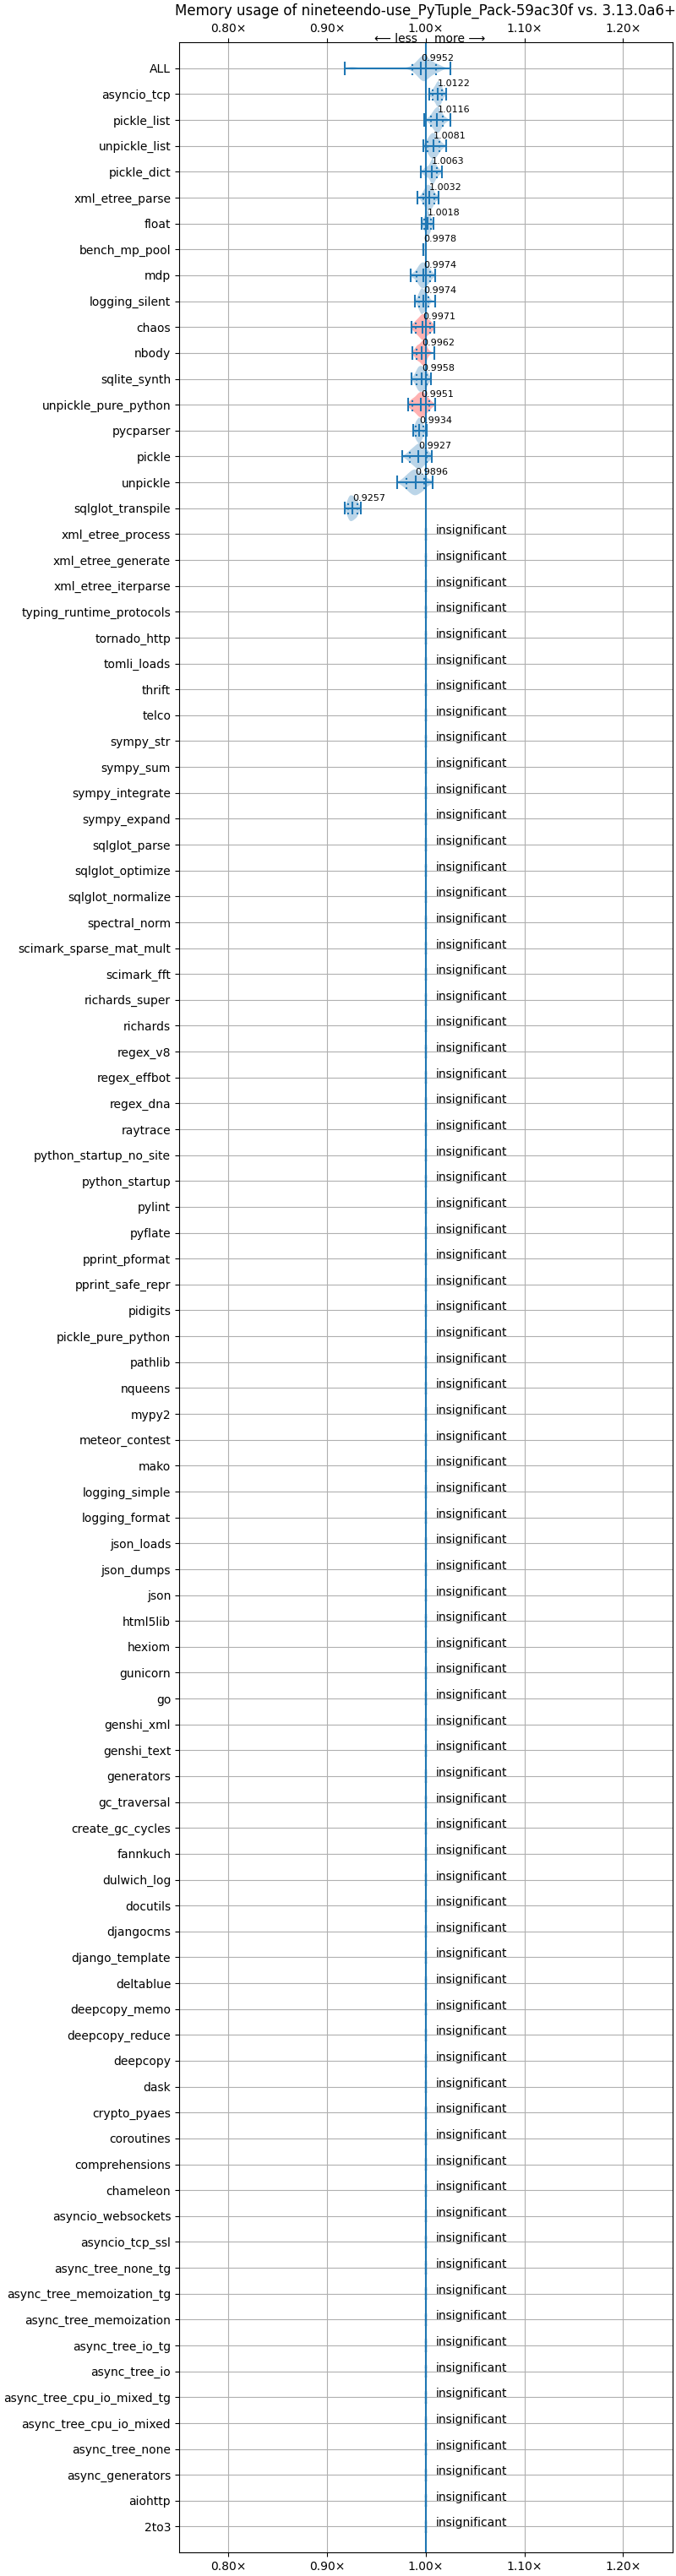 Memory usage of nineteendo-use_PyTuple_Pack-59ac30f vs. 3.13.0a6+
0.80× 0.90× 1.00× 1.10× 1.20×
⟵ less more ⟶
ALL 0.9952
asyncio_tcp 1.0122
pickle_list 1.0116
unpickle_list 1.0081
pickle_dict 1.0063
xml_etree_parse 1.0032
float 1.0018
bench_mp_pool 0.9978
mdp 0.9974
logging_silent 0.9974
chaos 0.9971
nbody 0.9962
sqlite_synth 0.9958
unpickle_pure_python 0.9951
pycparser 0.9934
pickle 0.9927
unpickle 0.9896
sqlglot_transpile 0.9257
xml_etree_process insignificant
xml_etree_generate insignificant
xml_etree_iterparse insignificant
typing_runtime_protocols insignificant
tornado_http insignificant
tomli_loads insignificant
thrift insignificant
telco insignificant
sympy_str insignificant
sympy_sum insignificant
sympy_integrate insignificant
sympy_expand insignificant
sqlglot_parse insignificant
sqlglot_optimize insignificant
sqlglot_normalize insignificant
spectral_norm insignificant
scimark_sparse_mat_mult insignificant
scimark_fft insignificant
richards_super insignificant
richards insignificant
regex_v8 insignificant
regex_effbot insignificant
regex_dna insignificant
raytrace insignificant
python_startup_no_site insignificant
python_startup insignificant
pylint insignificant
pyflate insignificant
pprint_pformat insignificant
pprint_safe_repr insignificant
pidigits insignificant
pickle_pure_python insignificant
pathlib insignificant
nqueens insignificant
mypy2 insignificant
meteor_contest insignificant
mako insignificant
logging_simple insignificant
logging_format insignificant
json_loads insignificant
json_dumps insignificant
json insignificant
html5lib insignificant
hexiom insignificant
gunicorn insignificant
go insignificant
genshi_xml insignificant
genshi_text insignificant
generators insignificant
gc_traversal insignificant
create_gc_cycles insignificant
fannkuch insignificant
dulwich_log insignificant
docutils insignificant
djangocms insignificant
django_template insignificant
deltablue insignificant
deepcopy_memo insignificant
deepcopy_reduce insignificant
deepcopy insignificant
dask insignificant
crypto_pyaes insignificant
coroutines insignificant
comprehensions insignificant
chameleon insignificant
asyncio_websockets insignificant
asyncio_tcp_ssl insignificant
async_tree_none_tg insignificant
async_tree_memoization_tg insignificant
async_tree_memoization insignificant
async_tree_io_tg insignificant
async_tree_io insignificant
async_tree_cpu_io_mixed_tg insignificant
async_tree_cpu_io_mixed insignificant
async_tree_none insignificant
async_generators insignificant
aiohttp insignificant
2to3 insignificant
0.80× 0.90× 1.00× 1.10× 1.20×